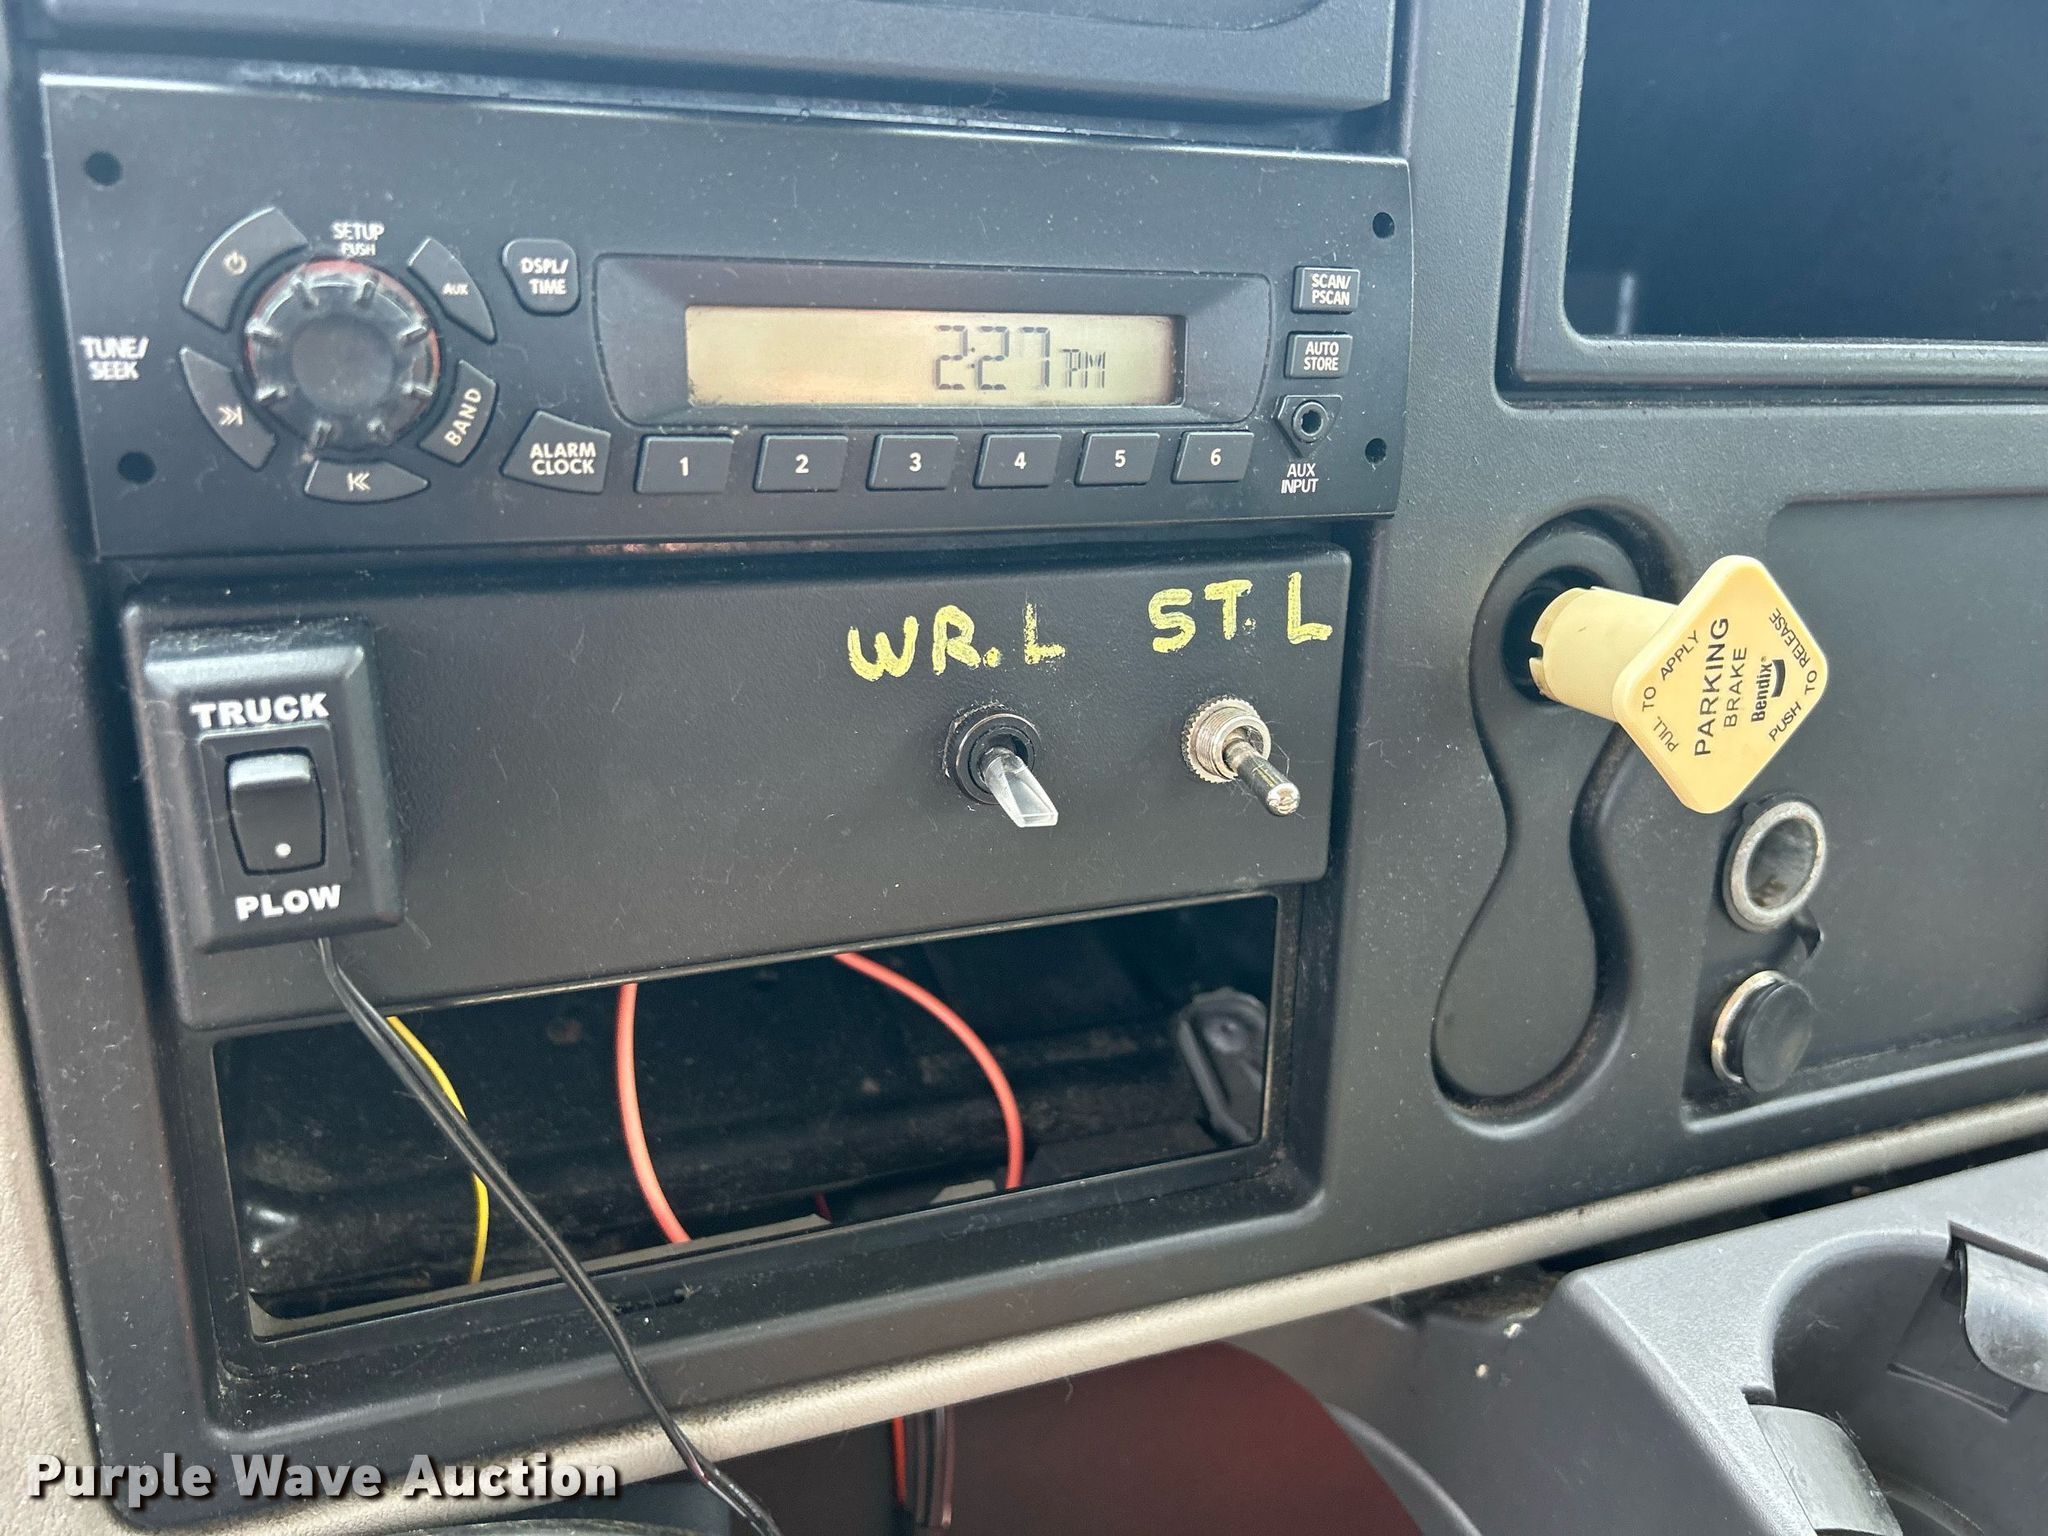 SETUP
PUSH
AUX
DSPL/
TIME
TUNE/
SEEK
BAND
ALARM
CLOCK
2:27 PM
1 2 3 4 5 6
SCAN/
PSCAN
AUTO
STORE
AUX
INPUT
WR. L
ST. L
TRUCK
PLOW
PULL TO APPLY
PARKING
BRAKE
Bendix®
PUSH TO RELEASE
Purple Wave Auction